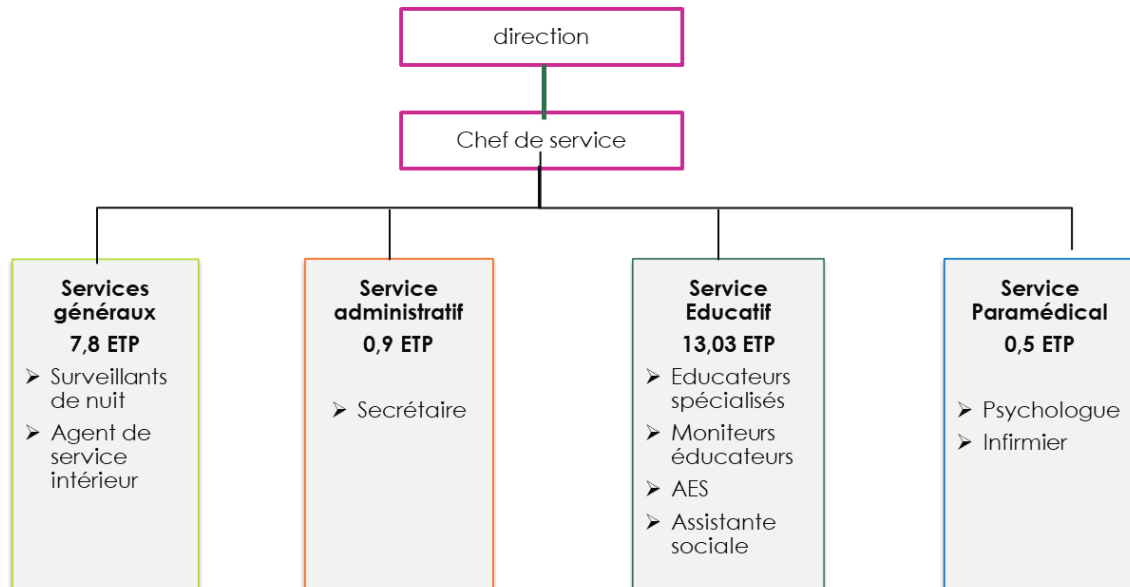 direction
Chef de service
Services
généraux
7,8 ETP
➢ Surveillants
de nuit
➢ Agent de
service
intérieur
Service
administratif
0,9 ETP
➢ Secrétaire
Service
Educatif
13,03 ETP
➢ Educateurs
spécialisés
➢ Moniteurs
éducateurs
➢ AES
➢ Assistante
sociale
Service
Paramédical
0,5 ETP
➢ Psychologue
➢ Infirmier